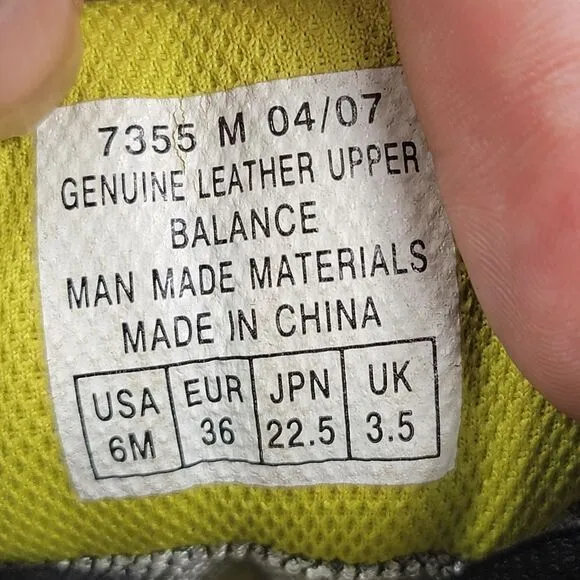 7355 M 04/07
GENUINE LEATHER UPPER
BALANCE
MAN MADE MATERIALS
MADE IN CHINA
USA EUR JPN UK
6M 36 22.5 3.5